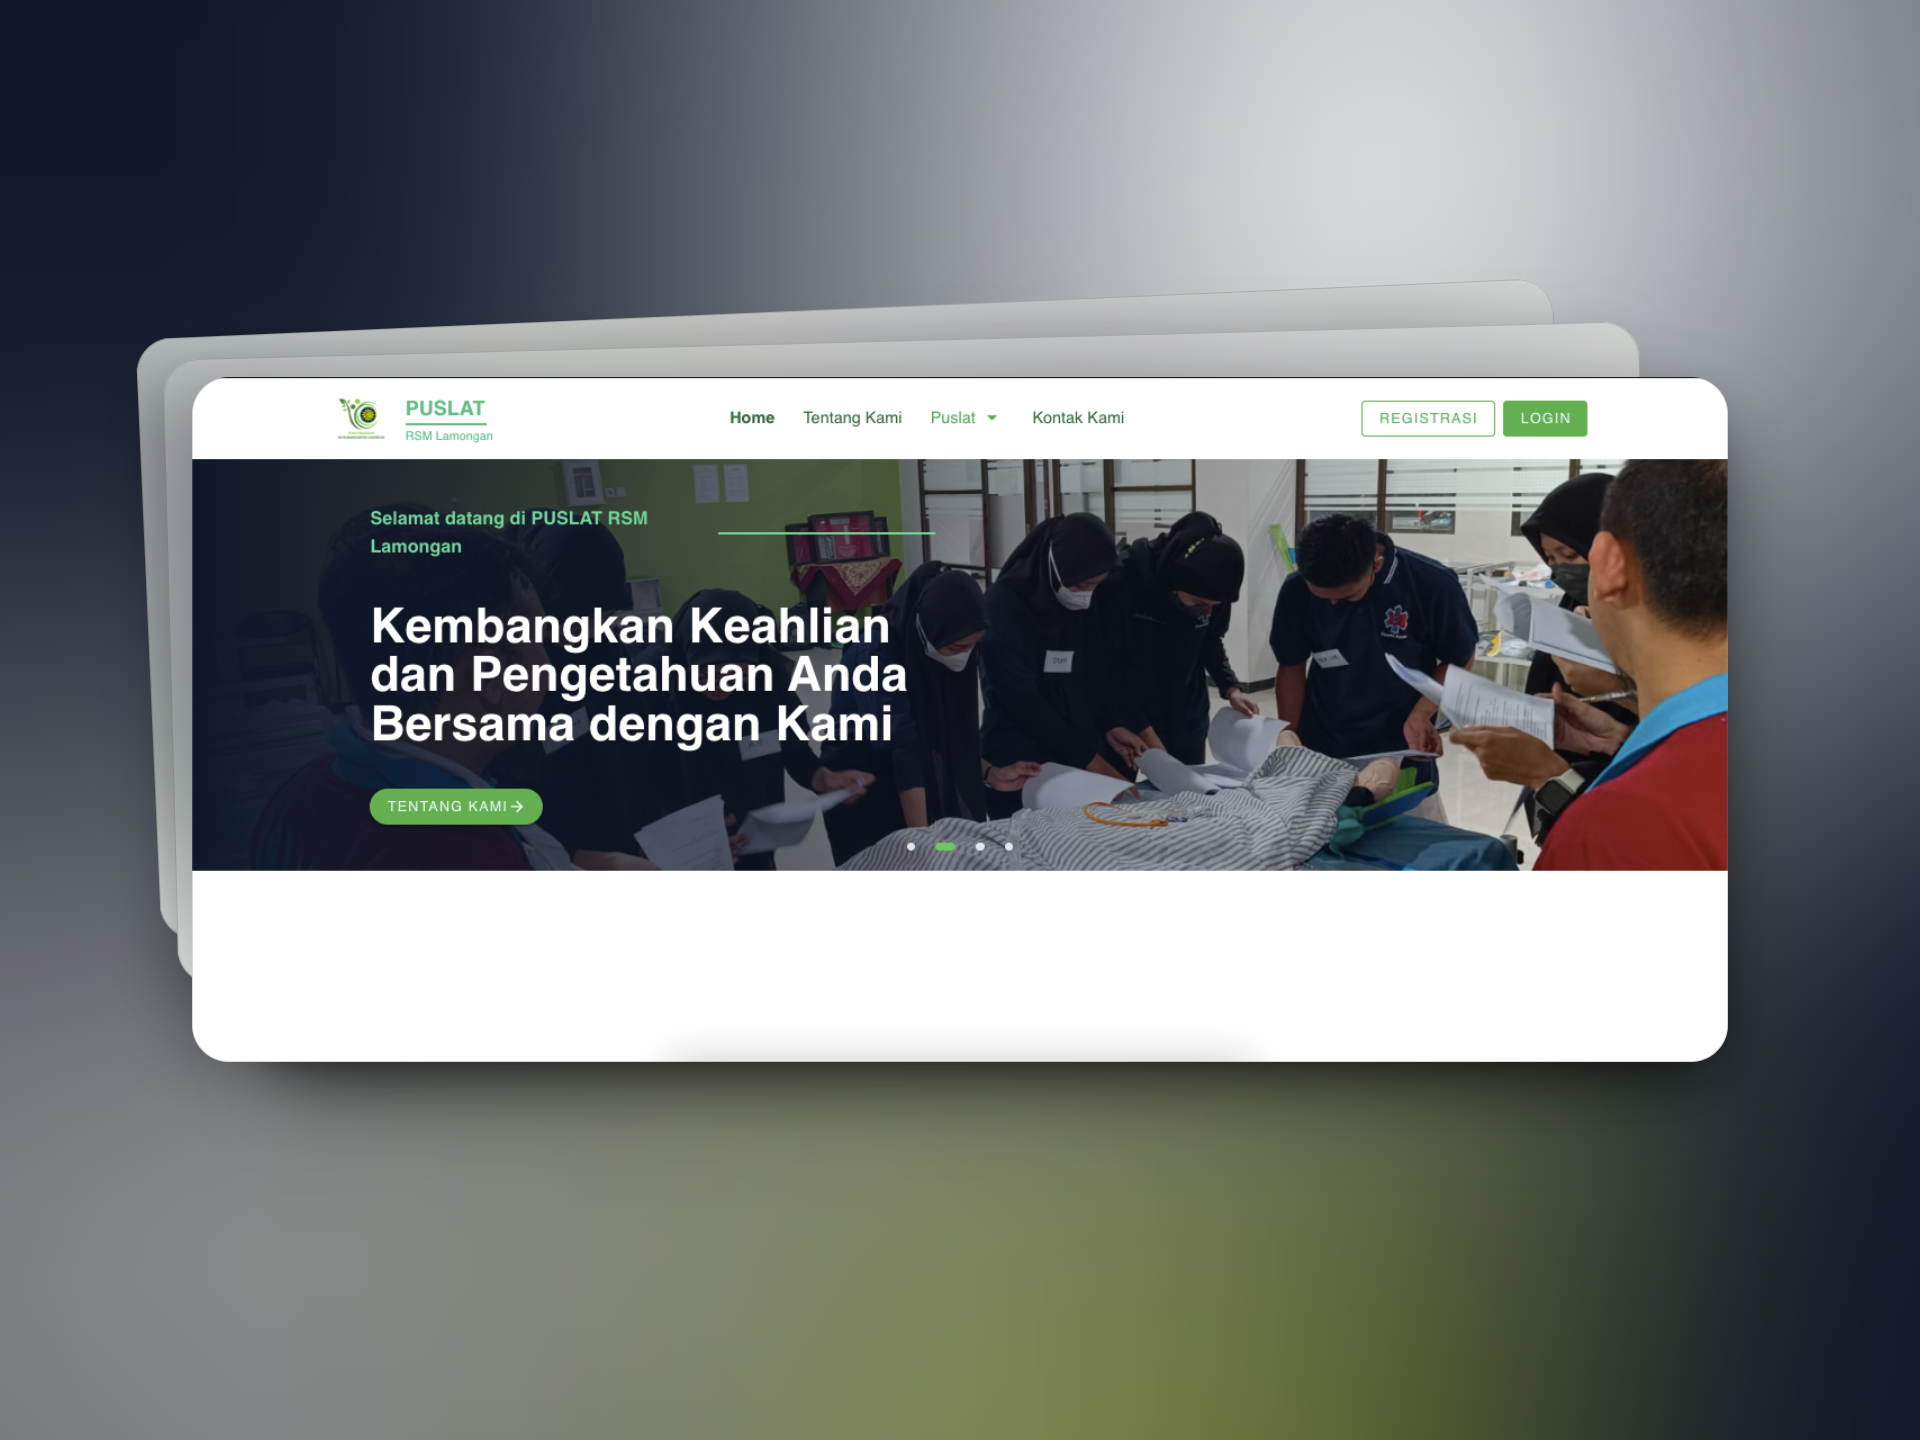 PUSLAT
RSM Lamongan
Home
Tentang Kami
Puslat
Kontak Kami
REGISTRASI
LOGIN
Selamat datang di PUSLAT RSM
Lamongan
Kembangkan Keahlian
dan Pengetahuan Anda
Bersama dengan Kami
TENTANG KAMI